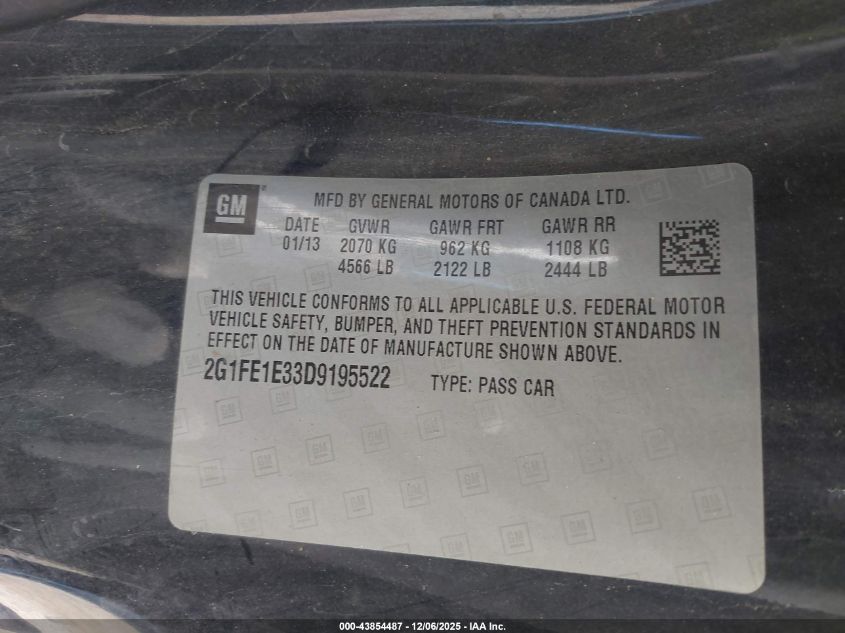 GM
MFD BY GENERAL MOTORS OF CANADA LTD.
DATE GVWR GAWR FRT GAWR RR
01/13 2070 KG 962 KG 1108 KG
4566 LB 2122 LB 2444 LB
THIS VEHICLE CONFORMS TO ALL APPLICABLE U.S. FEDERAL MOTOR
VEHICLE SAFETY, BUMPER, AND THEFT PREVENTION STANDARDS IN
EFFECT ON THE DATE OF MANUFACTURE SHOWN ABOVE.
2G1FE1E33D9195522 TYPE: PASS CAR
000-43854487 - 12/06/2025 - IAA Inc.